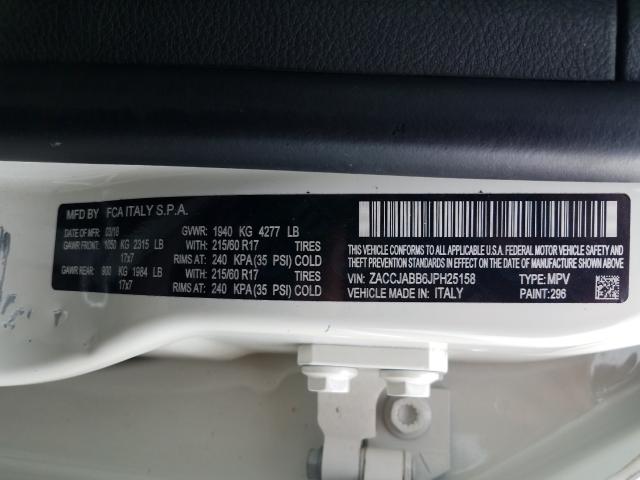 MFD BY FCA ITALY S.P.A.
DATE OF MFR: 03/18 GVWR: 1940 KG 4277 LB
GAWR FRONT: 1050 KG 2315 LB WITH: 215/60 R17 TIRES
17x7 RIMS AT: 240 KPA (35 PSI) COLD
GAWR REAR: 900 KG 1984 LB WITH: 215/60 R17 TIRES
17x7 RIMS AT: 240 KPA (35 PSI) COLD
THIS VEHICLE CONFORMS TO ALL APPLICABLE U.S.A. FEDERAL MOTOR VEHICLE SAFETY
AND THEFT PREVENTION STANDARDS IN EFFECT ON THE DATE OF MANUFACTURE SHOWN ABOVE
VIN: ZACCJABB6JPH25158 TYPE: MPV
VEHICLE MADE IN: ITALY PAINT: 296